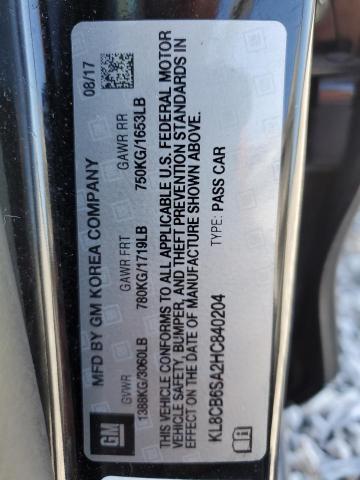 GM
MFD BY GM KOREA COMPANY
08/17
GVWR GAWR FRT GAWR RR
1388KG/3060LB 780KG/1719LB 750KG/1653LB
THIS VEHICLE CONFORMS TO ALL APPLICABLE U.S. FEDERAL MOTOR
VEHICLE SAFETY, BUMPER, AND THEFT PREVENTION STANDARDS IN
EFFECT ON THE DATE OF MANUFACTURE SHOWN ABOVE.
KL8CB6SA2HC840204 TYPE: PASS CAR